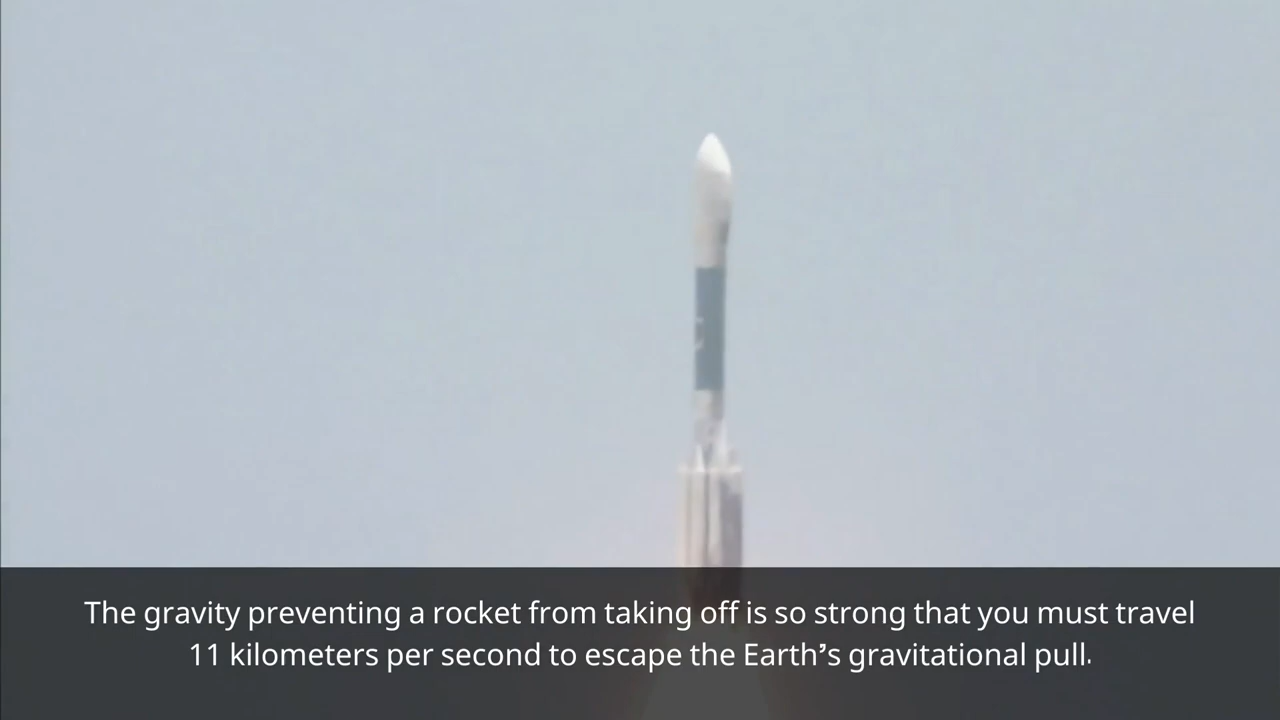 The gravity preventing a rocket from taking off is so strong that you must travel
11 kilometers per second to escape the Earth’s gravitational pull.